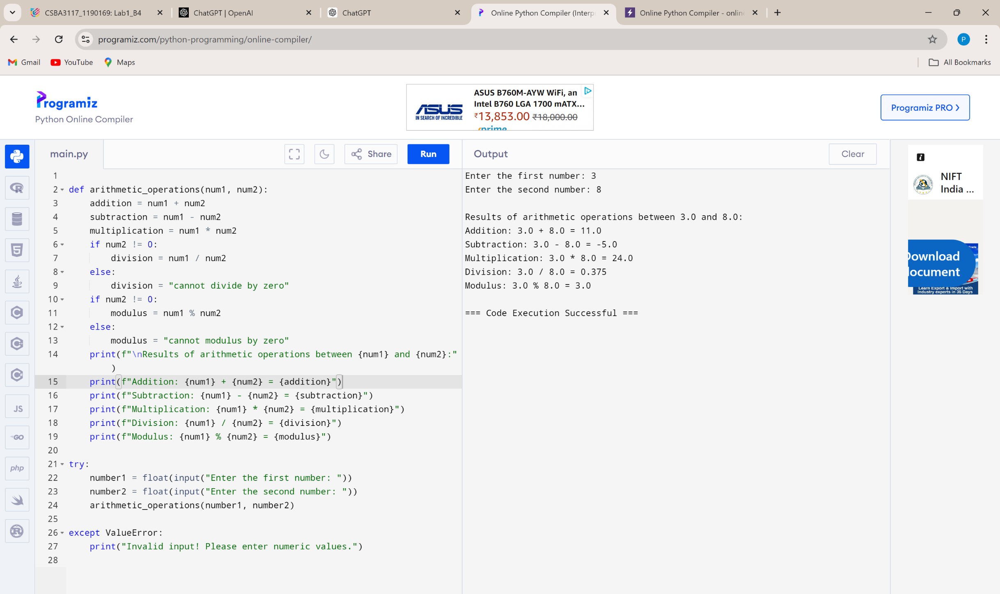 CSBA3117_1190169: Lab1_B4
ChatGPT | OpenAI
ChatGPT
Online Python Compiler (Interp
Online Python Compiler - onlin
programiz.com/python-programming/online-compiler/
P
Gmail
YouTube
Maps
All Bookmarks
Programiz
Python Online Compiler
ASUS
IN SEARCH OF INCREDIBLE
ASUS B760M-AYW WiFi, an
Intel B760 LGA 1700 mATX...
₹13,853.00 ₹18,000.00
prime
Programiz PRO ›
main.py
Share
Run
Output
Clear
1
2 def arithmetic_operations(num1, num2):
3 addition = num1 + num2
4 subtraction = num1 - num2
5 multiplication = num1 * num2
6 if num2 != 0:
7 division = num1 / num2
8 else:
9 division = "cannot divide by zero"
10 if num2 != 0:
11 modulus = num1 % num2
12 else:
13 modulus = "cannot modulus by zero"
14 print(f"\nResults of arithmetic operations between {num1} and {num2}:"
)
15 print(f"Addition: {num1} + {num2} = {addition}")
16 print(f"Subtraction: {num1} - {num2} = {subtraction}")
17 print(f"Multiplication: {num1} * {num2} = {multiplication}")
18 print(f"Division: {num1} / {num2} = {division}")
19 print(f"Modulus: {num1} % {num2} = {modulus}")
20
21 try:
22 number1 = float(input("Enter the first number: "))
23 number2 = float(input("Enter the second number: "))
24 arithmetic_operations(number1, number2)
25
26 except ValueError:
27 print("Invalid input! Please enter numeric values.")
28
Enter the first number: 3
Enter the second number: 8
Results of arithmetic operations between 3.0 and 8.0:
Addition: 3.0 + 8.0 = 11.0
Subtraction: 3.0 - 8.0 = -5.0
Multiplication: 3.0 * 8.0 = 24.0
Division: 3.0 / 8.0 = 0.375
Modulus: 3.0 % 8.0 = 3.0
=== Code Execution Successful ===
R
5
C
C
C#
JS
GO
php
R
NIFT
India ...
Trade
Download
document
Learn Export & Import with
Industry experts in 35 Days